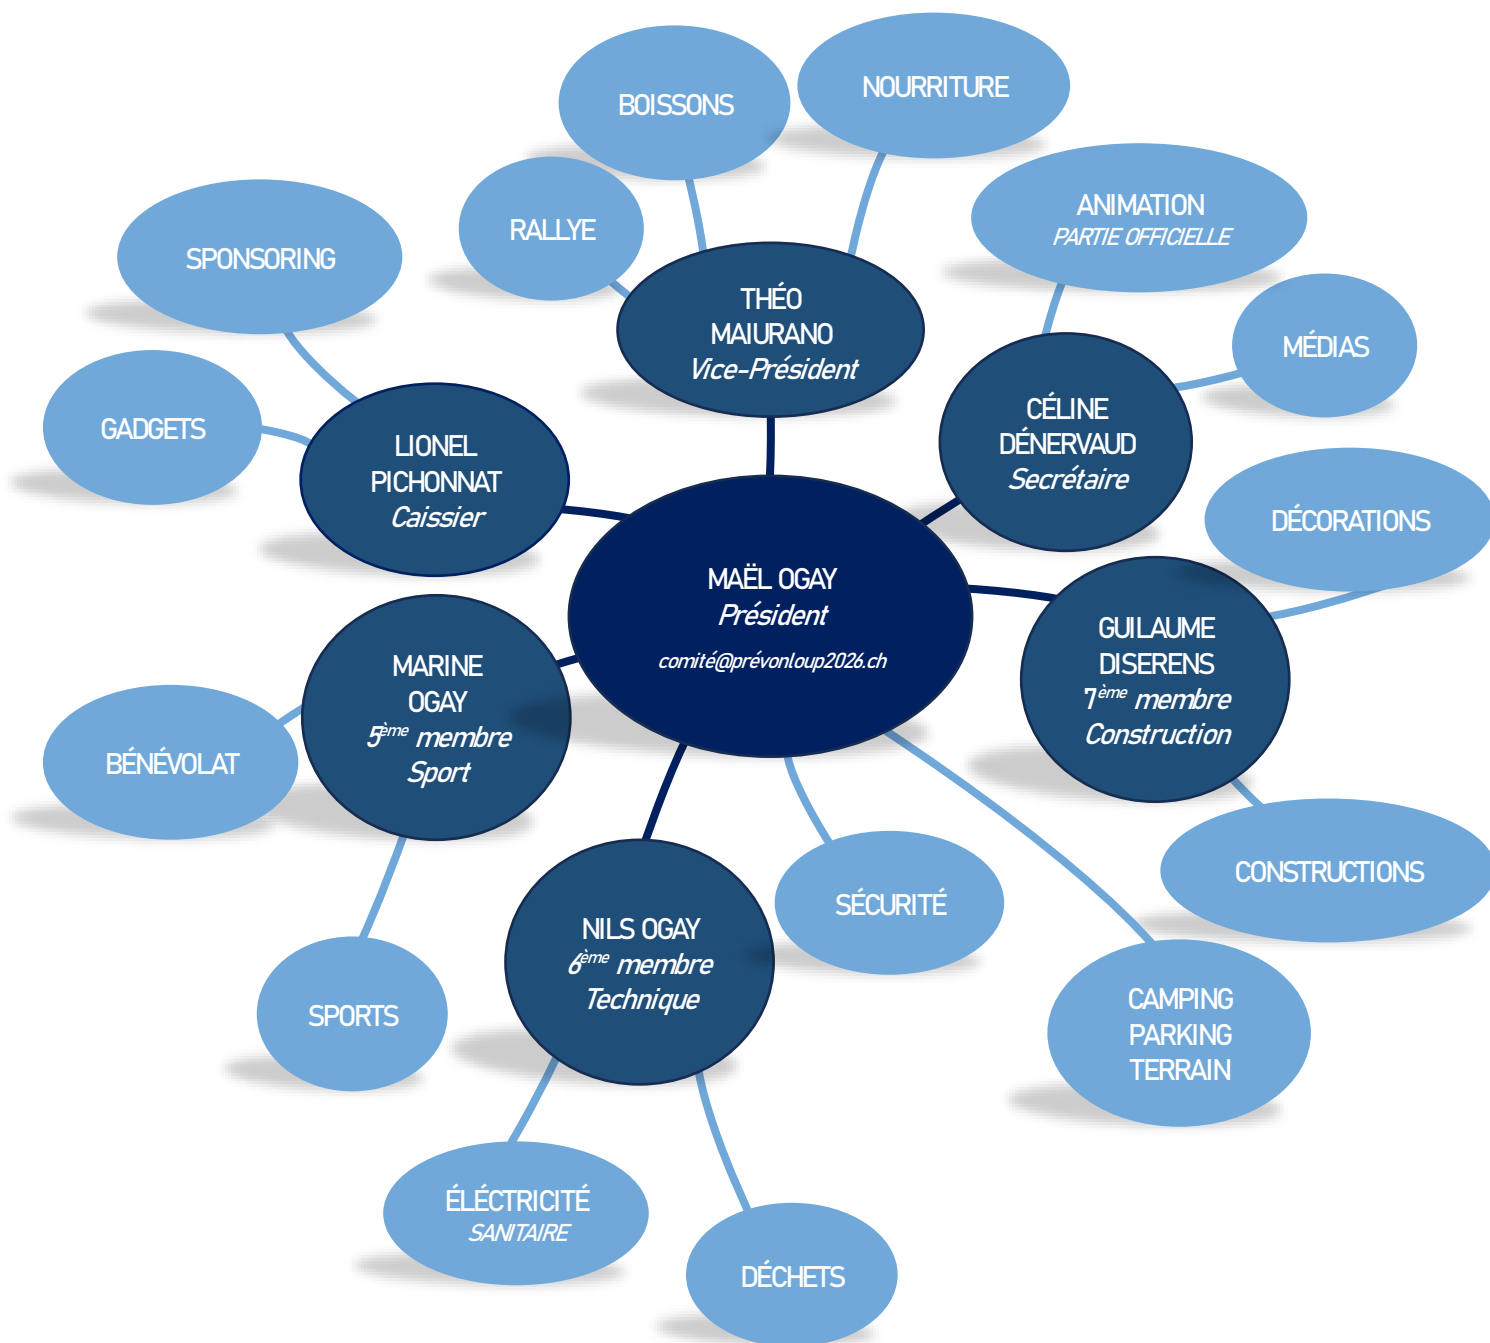 BOISSONS
NOURRITURE
RALLYE
ANIMATION
PARTIE OFFICIELLE
SPONSORING
THÉO
MAIURANO
Vice-Président
MÉDIAS
GADGETS
LIONEL
PICHONNAT
Caissier
CÉLINE
DÉNERVAUD
Secrétaire
DÉCORATIONS
MAËL OGAY
Président
comité@prévonloup2026.ch
GUILAUME
DISERENS
7ème membre
Construction
MARINE
OGAY
5ème membre
Sport
BÉNÉVOLAT
CONSTRUCTIONS
SÉCURITÉ
NILS OGAY
6ème membre
Technique
SPORTS
CAMPING
PARKING
TERRAIN
ÉLÉCTRICITÉ
SANITAIRE
DÉCHETS